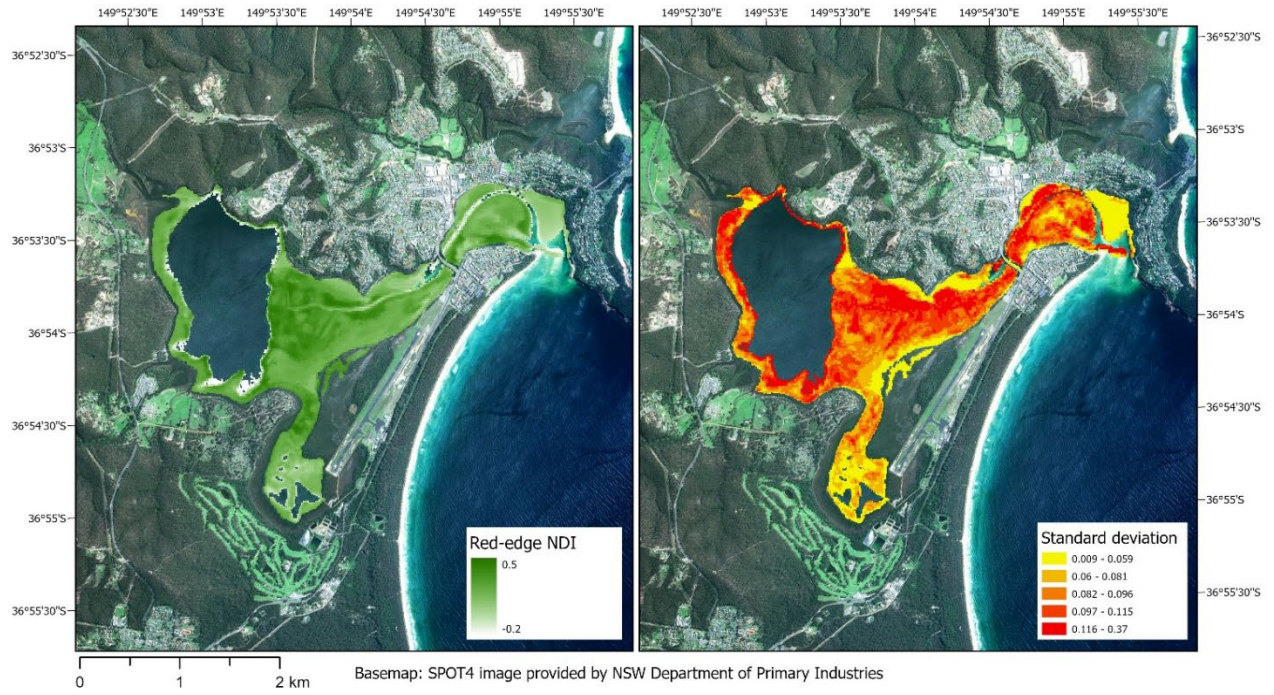 149°52'30"E 149°53'E 149°53'30"E 149°54'E 149°54'30"E 149°55'E 149°55'30"E
149°52'30"E 149°53'E 149°53'30"E 149°54'E 149°54'30"E 149°55'E 149°55'30"E
36°52'30"S
36°53'S
36°53'30"S
36°54'S
36°54'30"S
36°55'S
36°55'30"S
Red-edge NDI
0.5
-0.2
Standard deviation
0.009 - 0.059
0.06 - 0.081
0.082 - 0.096
0.097 - 0.115
0.116 - 0.37
36°52'30"S
36°53'S
36°53'30"S
36°54'S
36°54'30"S
36°55'S
36°55'30"S
0 1 2 km
Basemap: SPOT4 image provided by NSW Department of Primary Industries